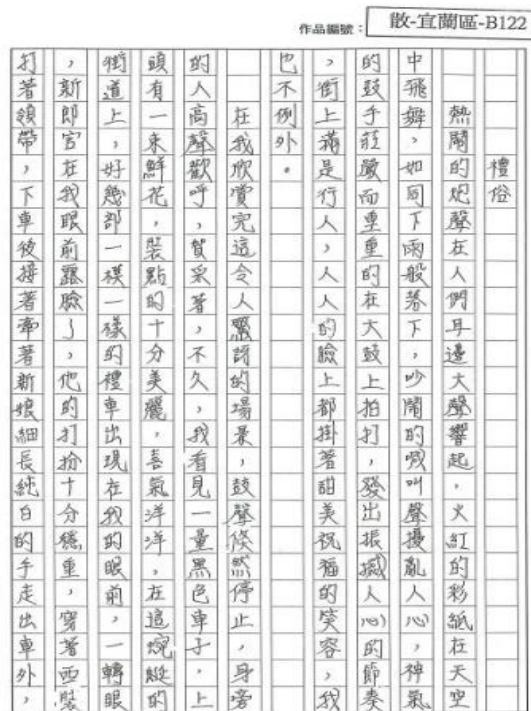 作品編號：散-宜蘭區-B122
禮俗
熱鬧的炮聲在人們耳邊大聲響起，火紅的彩紙在天空
中飛舞，如同下雨般落下，吵鬧的喊叫聲擾亂人心，神氣
的鼓手莊嚴而重重的在大鼓上拍打，發出振撼人心的節奏
，街上滿是行人，人人的臉上都掛著甜美祝福的笑容，我
也不例外。
在我欣賞完這令人驚訝的場景，鼓聲倏然停止，身旁
的人高聲歡呼，賀采著，不久，我看見一量黑色車子，上
頭有一束鮮花，裝點的十分美麗，喜氣洋洋，在這婉蜒的
街道上，好幾部一模一樣的禮車出現在我的眼前，一轉眼
，新郎官在我眼前露臉了，他的打扮十分穩重，穿著西裝
打著領帶，下車後接著牽著新娘細長純白的手走出車外，